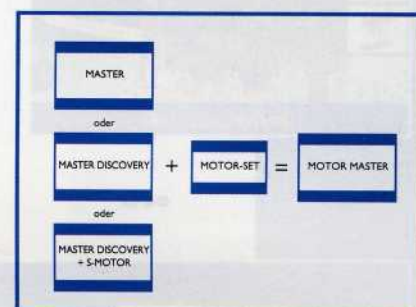 MASTER
oder
MASTER DISCOVERY + MOTOR-SET = MOTOR MASTER
oder
MASTER DISCOVERY
+ S-MOTOR